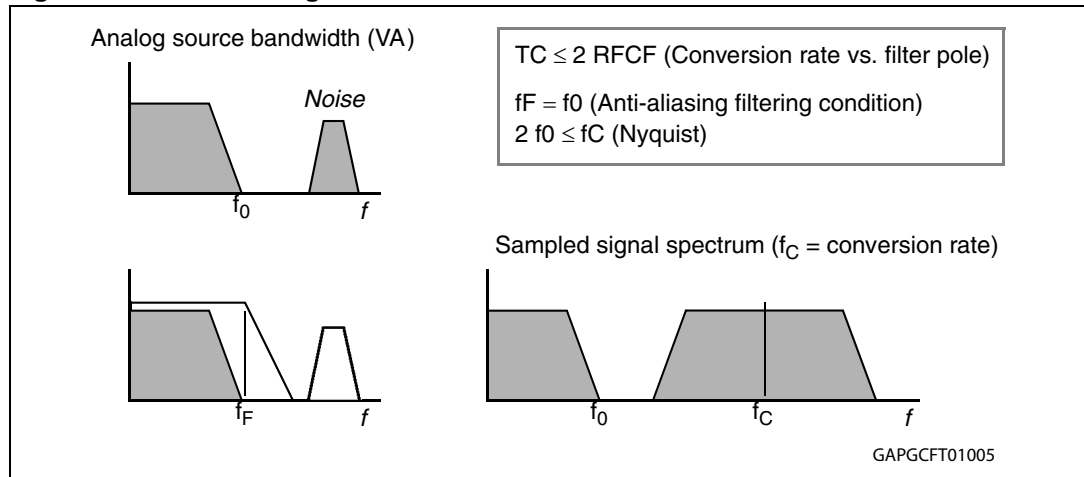 Analog source bandwidth (VA)
Noise
f0
f
TC ≤ 2 RFCF (Conversion rate vs. filter pole)
fF = f0 (Anti-aliasing filtering condition)
2 f0 ≤ fC (Nyquist)
fF
f
Sampled signal spectrum (fC = conversion rate)
f0
fC
f
GAPGCFT01005